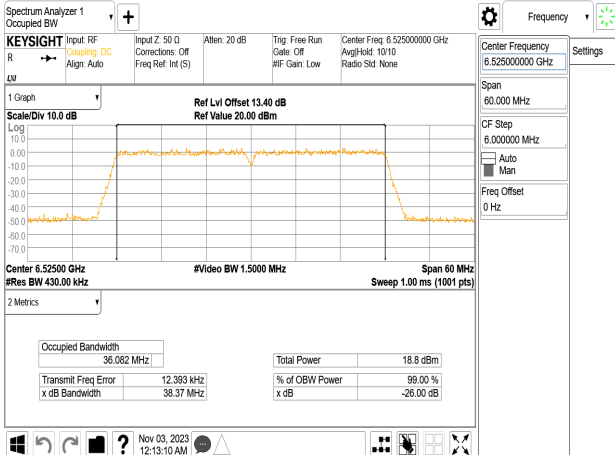 Spectrum Analyzer 1
Occupied BW
Frequency
KEYSIGHT
R
Input: RF
Coupling: DC
Align: Auto
Input Z: 50 Ω
Corrections: Off
Freq Ref: Int (S)
Atten: 20 dB
Trig: Free Run
Gate: Off
#IF Gain: Low
Center Freq: 6.525000000 GHz
Avg|Hold: 10/10
Radio Std: None
Center Frequency
6.525000000 GHz
Settings
Span
60.000 MHz
CF Step
6.000000 MHz
Auto
Man
Freq Offset
0 Hz
1 Graph
Scale/Div 10.0 dB
Ref Lvl Offset 13.40 dB
Ref Value 20.00 dBm
Log
10.0
0.00
-10.0
-20.0
-30.0
-40.0
-50.0
-60.0
-70.0
Center 6.52500 GHz
#Video BW 1.5000 MHz
Span 60 MHz
#Res BW 430.00 kHz
Sweep 1.00 ms (1001 pts)
2 Metrics
Occupied Bandwidth
36.082 MHz
Total Power 18.8 dBm
Transmit Freq Error 12.393 kHz
% of OBW Power 99.00 %
x dB Bandwidth 38.37 MHz
x dB -26.00 dB
?
Nov 03, 2023
12:13:10 AM